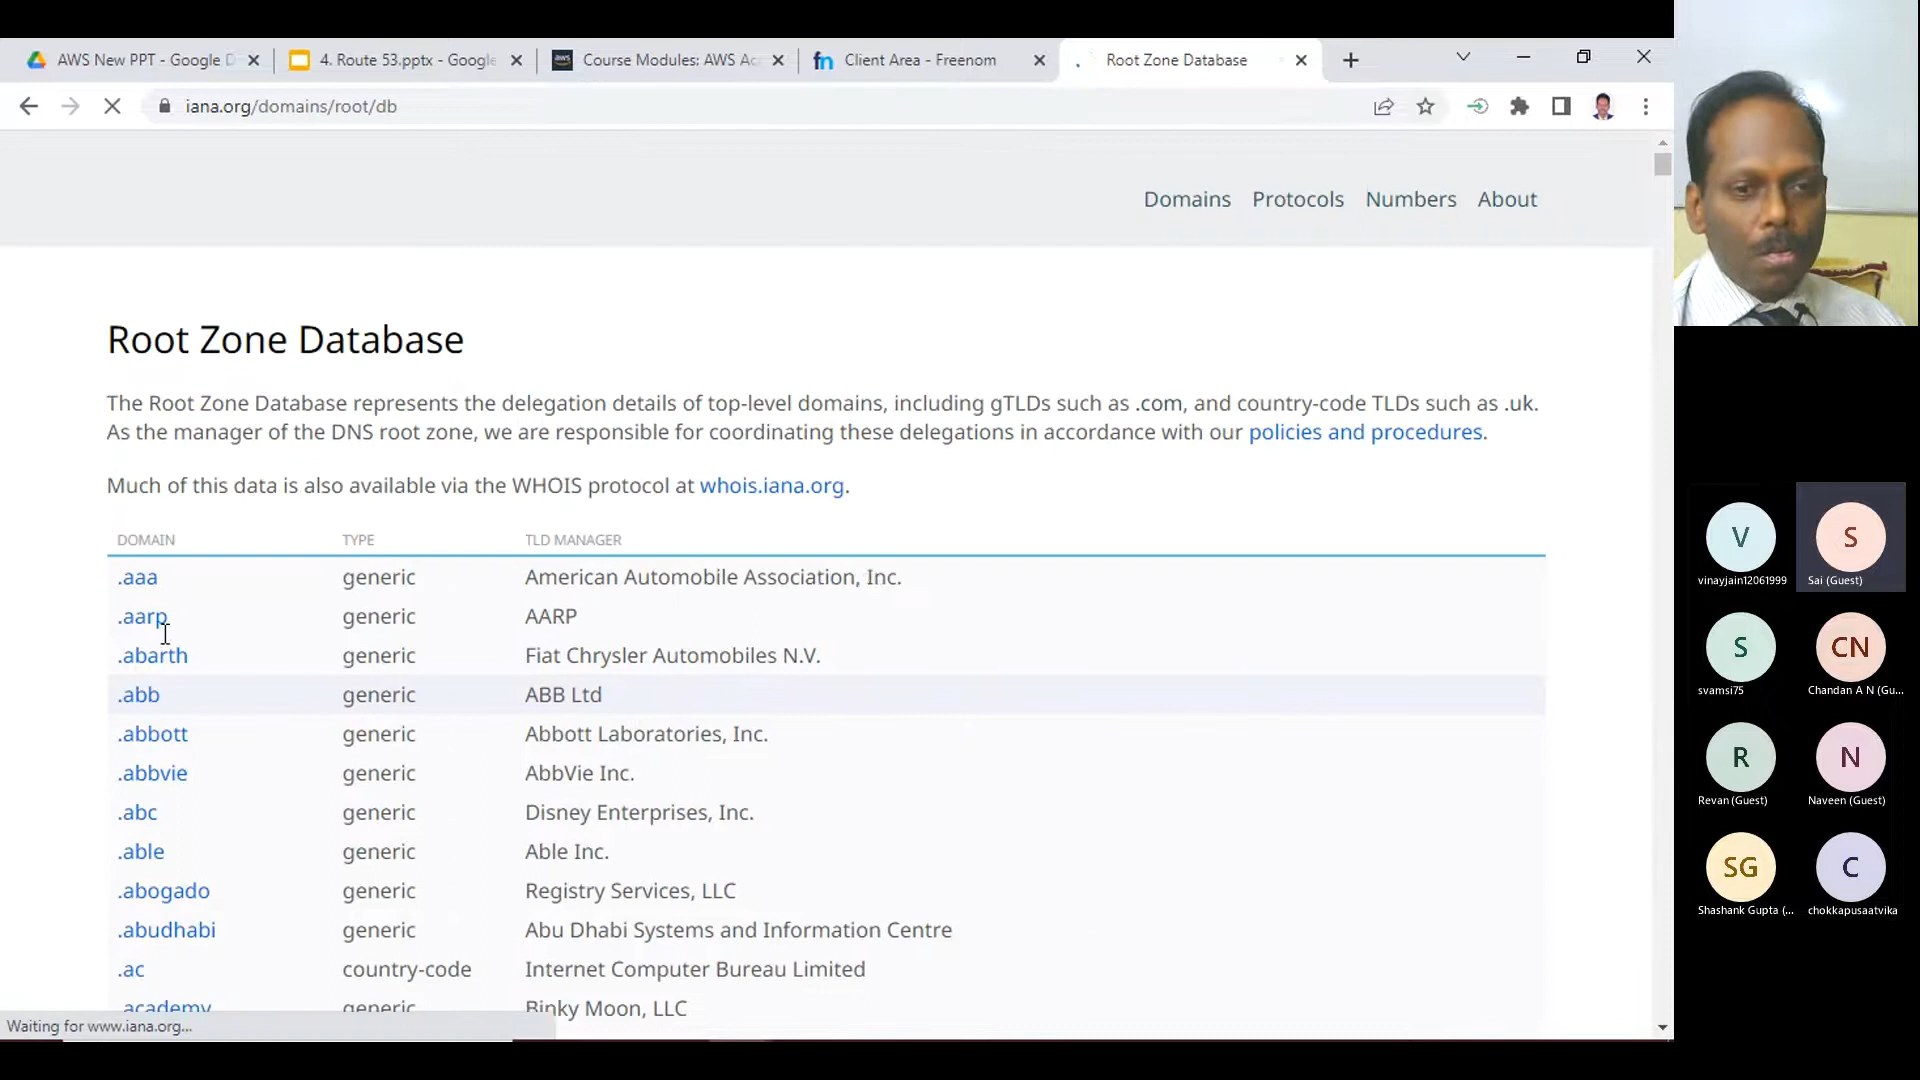 AWS New PPT - Google D
4. Route 53.pptx - Google
aws
Course Modules: AWS Ac
fn
Client Area - Freenom
Root Zone Database
iana.org/domains/root/db
Domains Protocols Numbers About
Root Zone Database
The Root Zone Database represents the delegation details of top-level domains, including gTLDs such as .com, and country-code TLDs such as .uk.
As the manager of the DNS root zone, we are responsible for coordinating these delegations in accordance with our policies and procedures.
Much of this data is also available via the WHOIS protocol at whois.iana.org.
DOMAIN TYPE TLD MANAGER
.aaa generic American Automobile Association, Inc.
.aarp generic AARP
.abarth generic Fiat Chrysler Automobiles N.V.
.abb generic ABB Ltd
.abbott generic Abbott Laboratories, Inc.
.abbvie generic AbbVie Inc.
.abc generic Disney Enterprises, Inc.
.able generic Able Inc.
.abogado generic Registry Services, LLC
.abudhabi generic Abu Dhabi Systems and Information Centre
.ac country-code Internet Computer Bureau Limited
.academy generic Binky Moon, LLC
Waiting for www.iana.org...
V
vinayjain12061999
S
Sai (Guest)
S
svamsi75
CN
Chandan A N (Gu...
R
Revan (Guest)
N
Naveen (Guest)
SG
Shashank Gupta (...
C
chokkapusaatvika